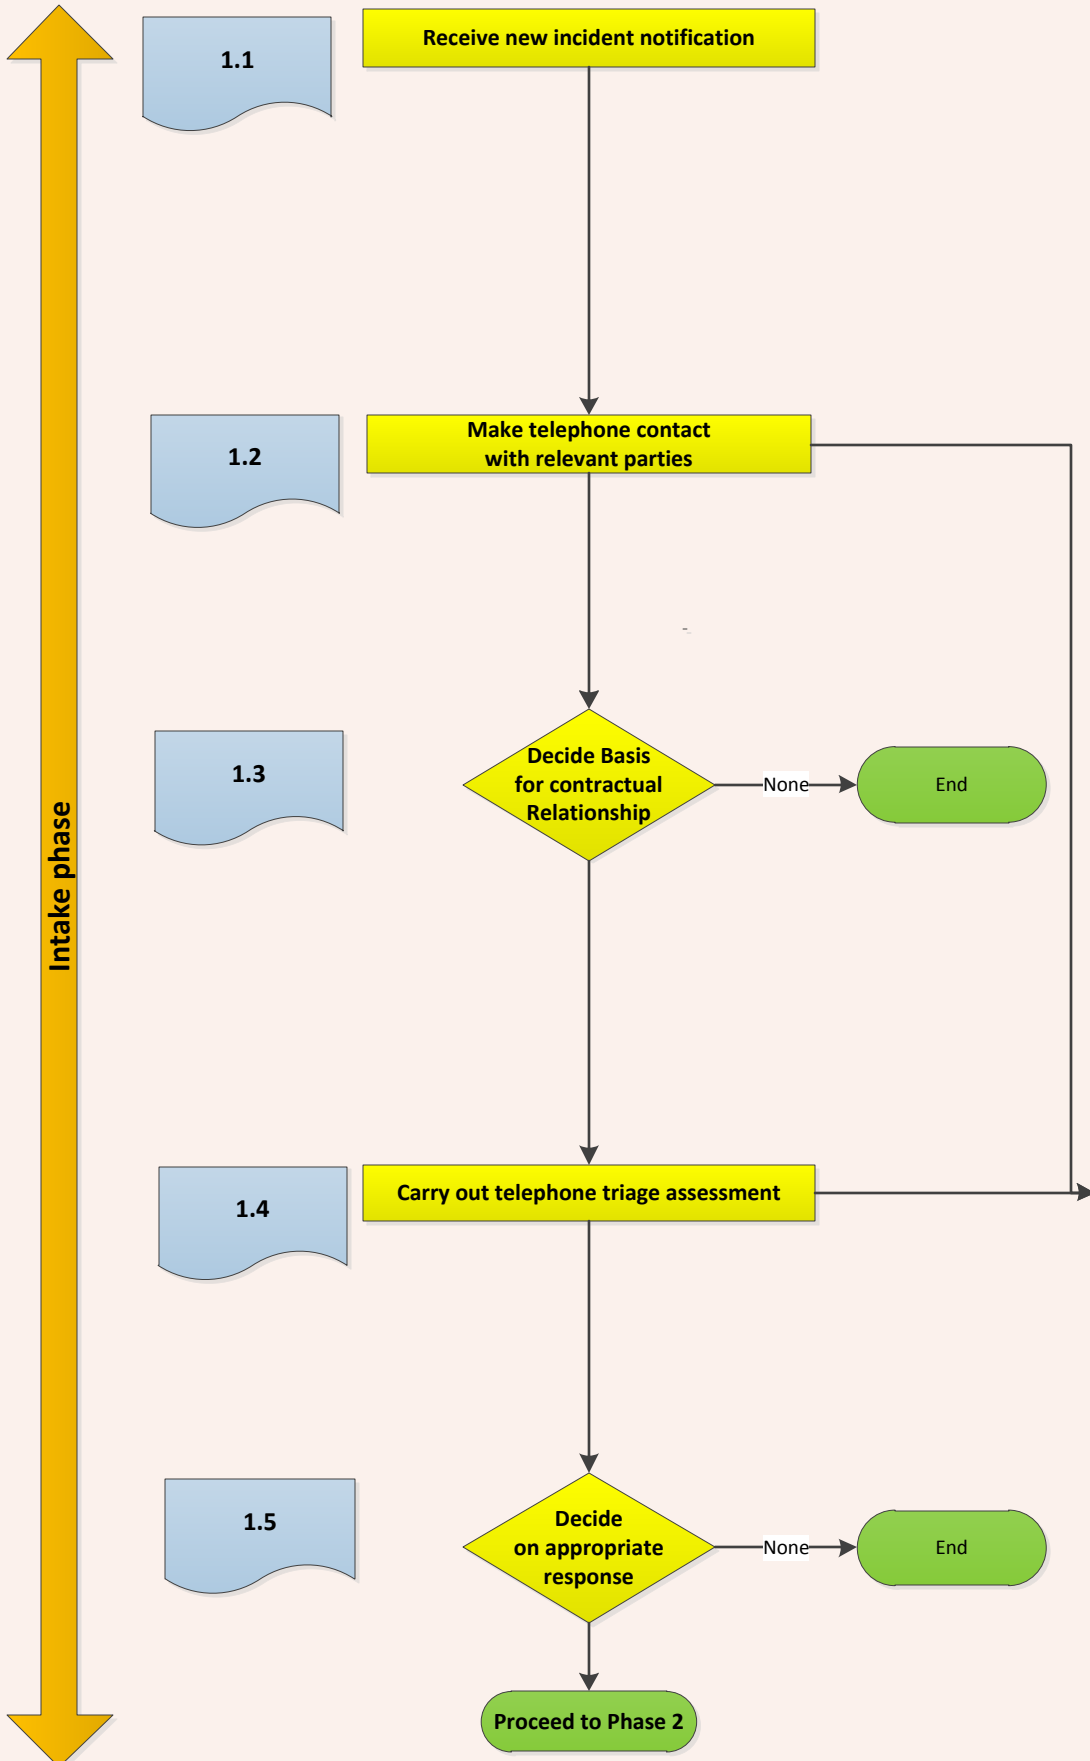 1.1
Receive new incident notification
1.2
Make telephone contact
with relevant parties
1.3
Decide Basis
for contractual
Relationship
None
End
Intake phase
1.4
Carry out telephone triage assessment
1.5
Decide
on appropriate
response
None
End
Proceed to Phase 2